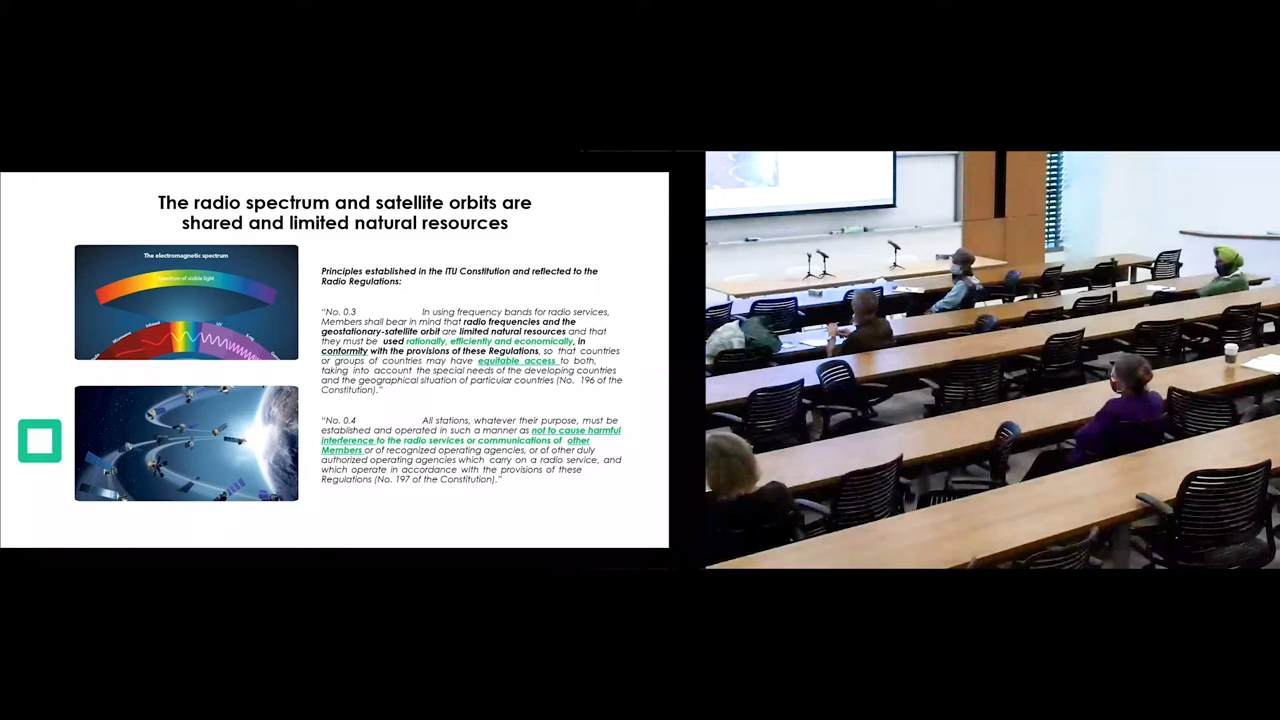 The radio spectrum and satellite orbits are
shared and limited natural resources
The electromagnetic spectrum
Spectrum of visible light
Microwave
Infrared
UV
X-ray
Principles established in the ITU Constitution and reflected to the
Radio Regulations:
“No. 0.3 In using frequency bands for radio services,
Members shall bear in mind that radio frequencies and the
geostationary-satellite orbit are limited natural resources and that
they must be used rationally, efficiently and economically, in
conformity with the provisions of these Regulations, so that countries
or groups of countries may have equitable access to both,
taking into account the special needs of the developing countries
and the geographical situation of particular countries (No. 196 of the
Constitution).”
“No. 0.4 All stations, whatever their purpose, must be
established and operated in such a manner as not to cause harmful
interference to the radio services or communications of other
Members or of recognized operating agencies, or of other duly
authorized operating agencies which carry on a radio service, and
which operate in accordance with the provisions of these
Regulations (No. 197 of the Constitution).”